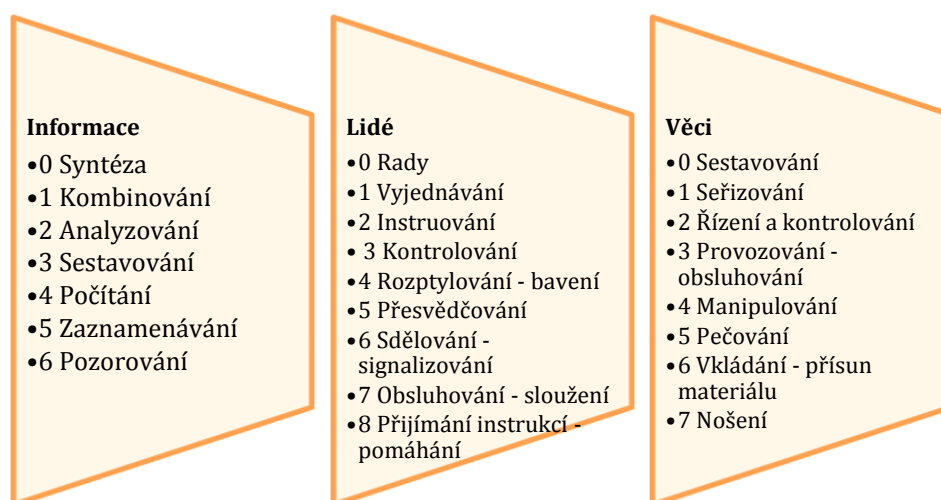 Informace
•0 Syntéza
•1 Kombinování
•2 Analyzování
•3 Sestavování
•4 Počítání
•5 Zaznamenávání
•6 Pozorování
Lidé
•0 Rady
•1 Vyjednávání
•2 Instruování
• 3 Kontrolování
•4 Rozptylování - bavení
•5 Přesvědčování
•6 Sdělování -
signalizování
•7 Obsluhování - sloužení
•8 Přijímání instrukcí -
pomáhání
Věci
•0 Sestavování
•1 Seřizování
•2 Řízení a kontrolování
•3 Provozování -
obsluhování
•4 Manipulování
•5 Pečování
•6 Vkládání - přísun
materiálu
•7 Nošení